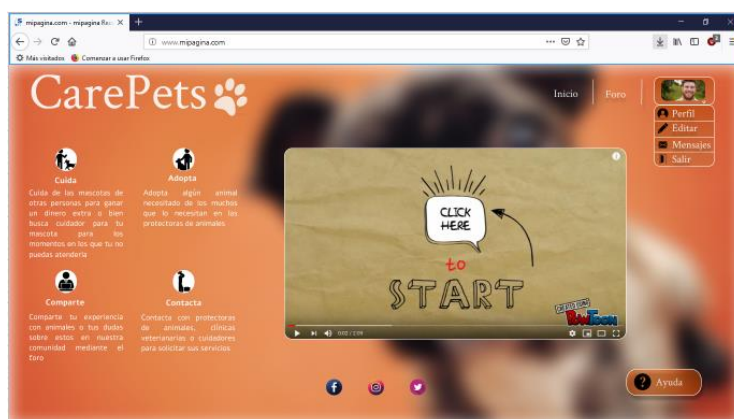 mipagina.com - mipagina Rec
www.mipagina.com
Más visitados
Comenzar a usar Firefox
CarePets
Inicio
Foro
Perfil
Editar
Mensajes
Salir
Cuida
Cuida de las mascotas de
otras personas para ganar
un dinero extra o bien
busca cuidador para tu
mascota para los
momentos en los que tu no
puedas atenderla
Adopta
Adopta algún animal
necesitado de los muchos
que lo necesitan en las
protectoras de animales
Comparte
Comparte tu experiencia
con animales o tus dudas
sobre estos en nuestra
comunidad mediante el
foro
Contacta
Contacta con protectoras
de animales, clínicas
veterinarias o cuidadores
para solicitar sus servicios
CLICK
HERE
to
START
PowToon
Ayuda